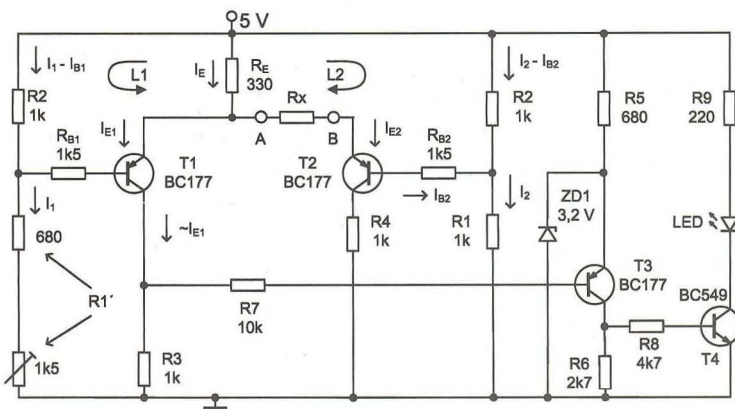 5 V
I1 - IB1
L1
IE
RE
330
L2
I2 - IB2
R2
1k
Rx
R2
1k
R5
680
R9
220
A
B
RB1
1k5
IE1
T1
BC177
T2
BC177
IE2
RB2
1k5
IB2
I1
I2
ZD1
3,2 V
680
~IE1
R4
1k
R1
1k
LED
T3
BC177
BC549
R1´
R7
10k
R8
4k7
T4
1k5
R3
1k
R6
2k7